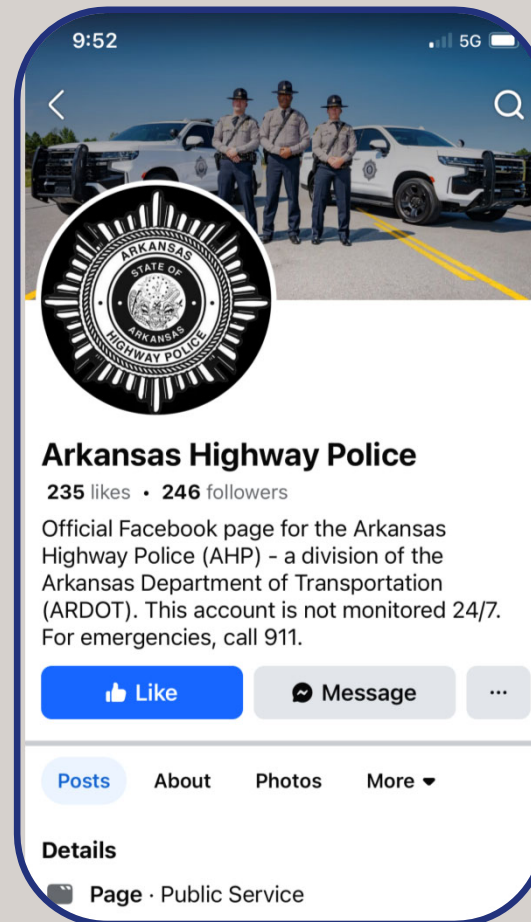 9:52
5G
ARKANSAS
STATE OF
ARKANSAS
HIGHWAY POLICE
Arkansas Highway Police
235 likes • 246 followers
Official Facebook page for the Arkansas
Highway Police (AHP) - a division of the
Arkansas Department of Transportation
(ARDOT). This account is not monitored 24/7.
For emergencies, call 911.
Like
Message
...
Posts About Photos More
Details
Page · Public Service